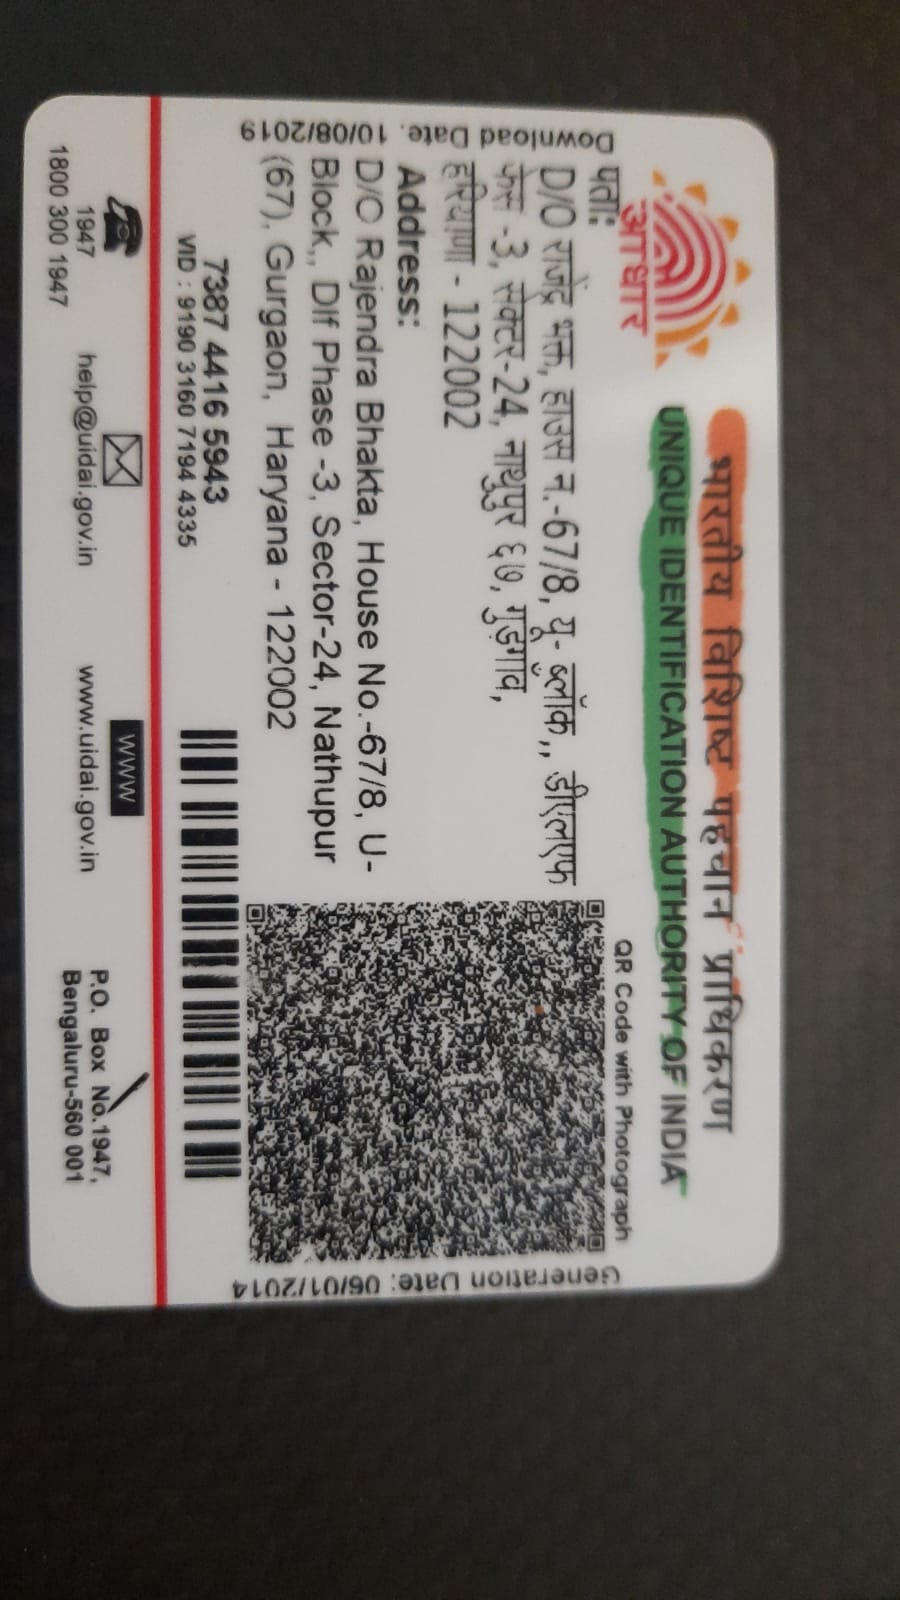 भारतीय विशिष्ट पहचान प्राधिकरण
UNIQUE IDENTIFICATION AUTHORITY OF INDIA
आधार
QR Code with Photograph
Download Date: 10/08/2019
पता:
D/O राजेंद्र भक्त, हाउस न.-67/8, यू- ब्लॉक,, डीएलएफ
फेस -3, सेक्टर-24, नाथुपुर ६७, गुड़गांव,
हरियाणा - 122002
Address:
D/O Rajendra Bhakta, House No.-67/8, U-
Block,, Dlf Phase -3, Sector-24, Nathupur
(67), Gurgaon, Haryana - 122002
Generation Date: 06/01/2014
7387 4416 5943
VID : 9190 3160 7194 4335
1947
1800 300 1947
help@uidai.gov.in
WWW
www.uidai.gov.in
P.O. Box No.1947,
Bengaluru-560 001